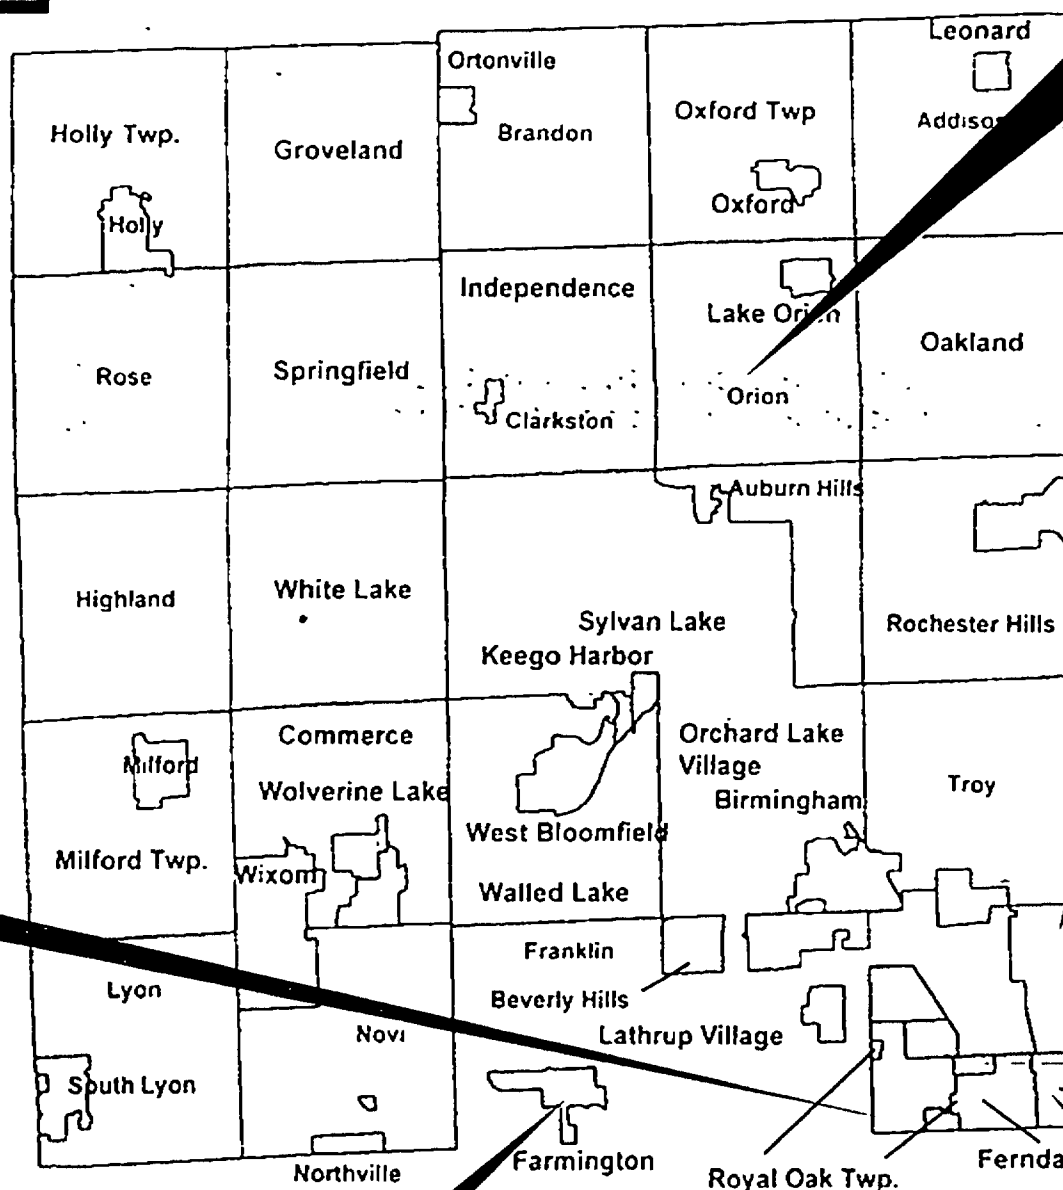 Leonard
Ortonville
Oxford Twp
Holly Twp.
Brandon
Groveland
Oxford
Holly
Independence
Lake Orion
Oakland
Rose
Springfield
Orion
Clarkston
Auburn Hills
Highland
White Lake
Sylvan Lake
Rochester Hills
Keego Harbor
Commerce
Orchard Lake
Village
Milford
Troy
Wolverine Lake
Birmingham
West Bloomfield
Milford Twp.
Wixom
Walled Lake
Franklin
Lyon
Beverly Hills
Novi
Lathrup Village
South Lyon
Farmington
Northville
Royal Oak Twp.